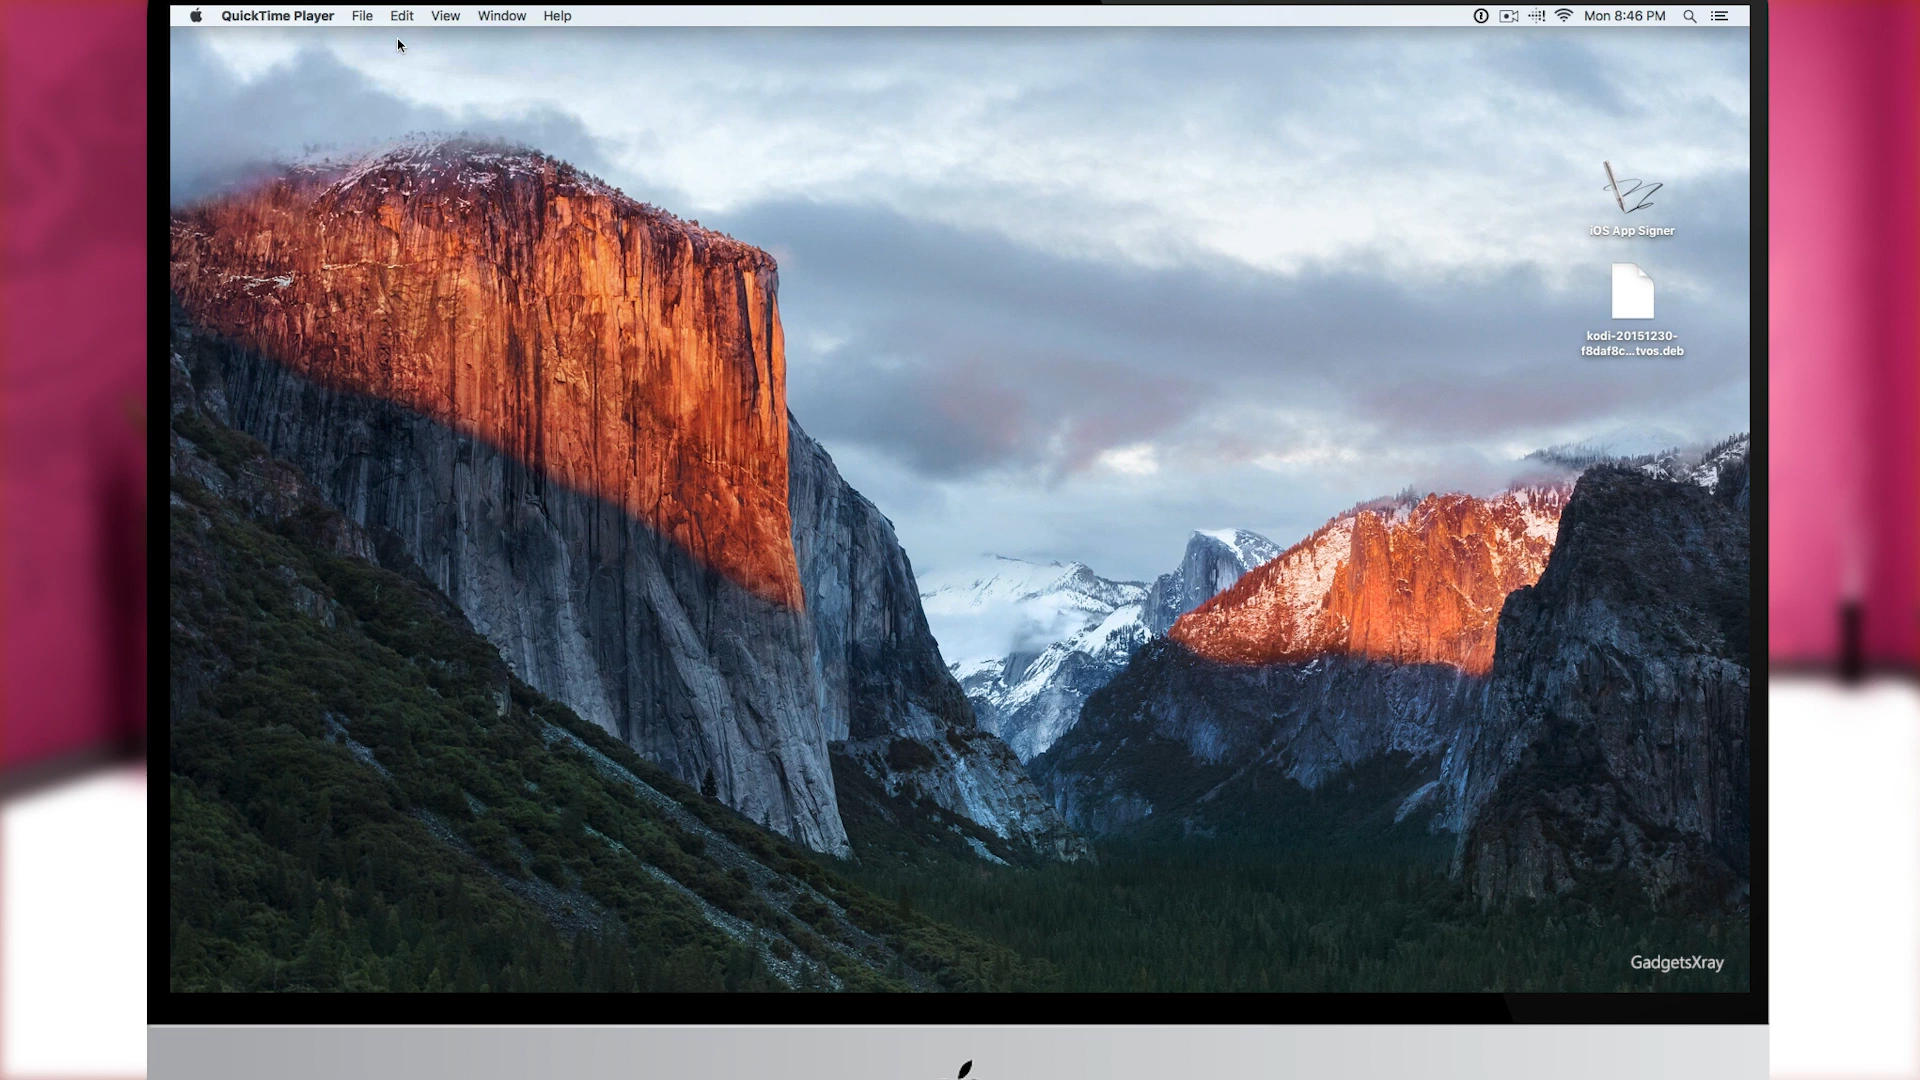 QuickTime Player File Edit View Window Help Mon 8:46 PM
iOS App Signer
kodi-20151230-
f8daf8c...tvos.deb
GadgetsXray